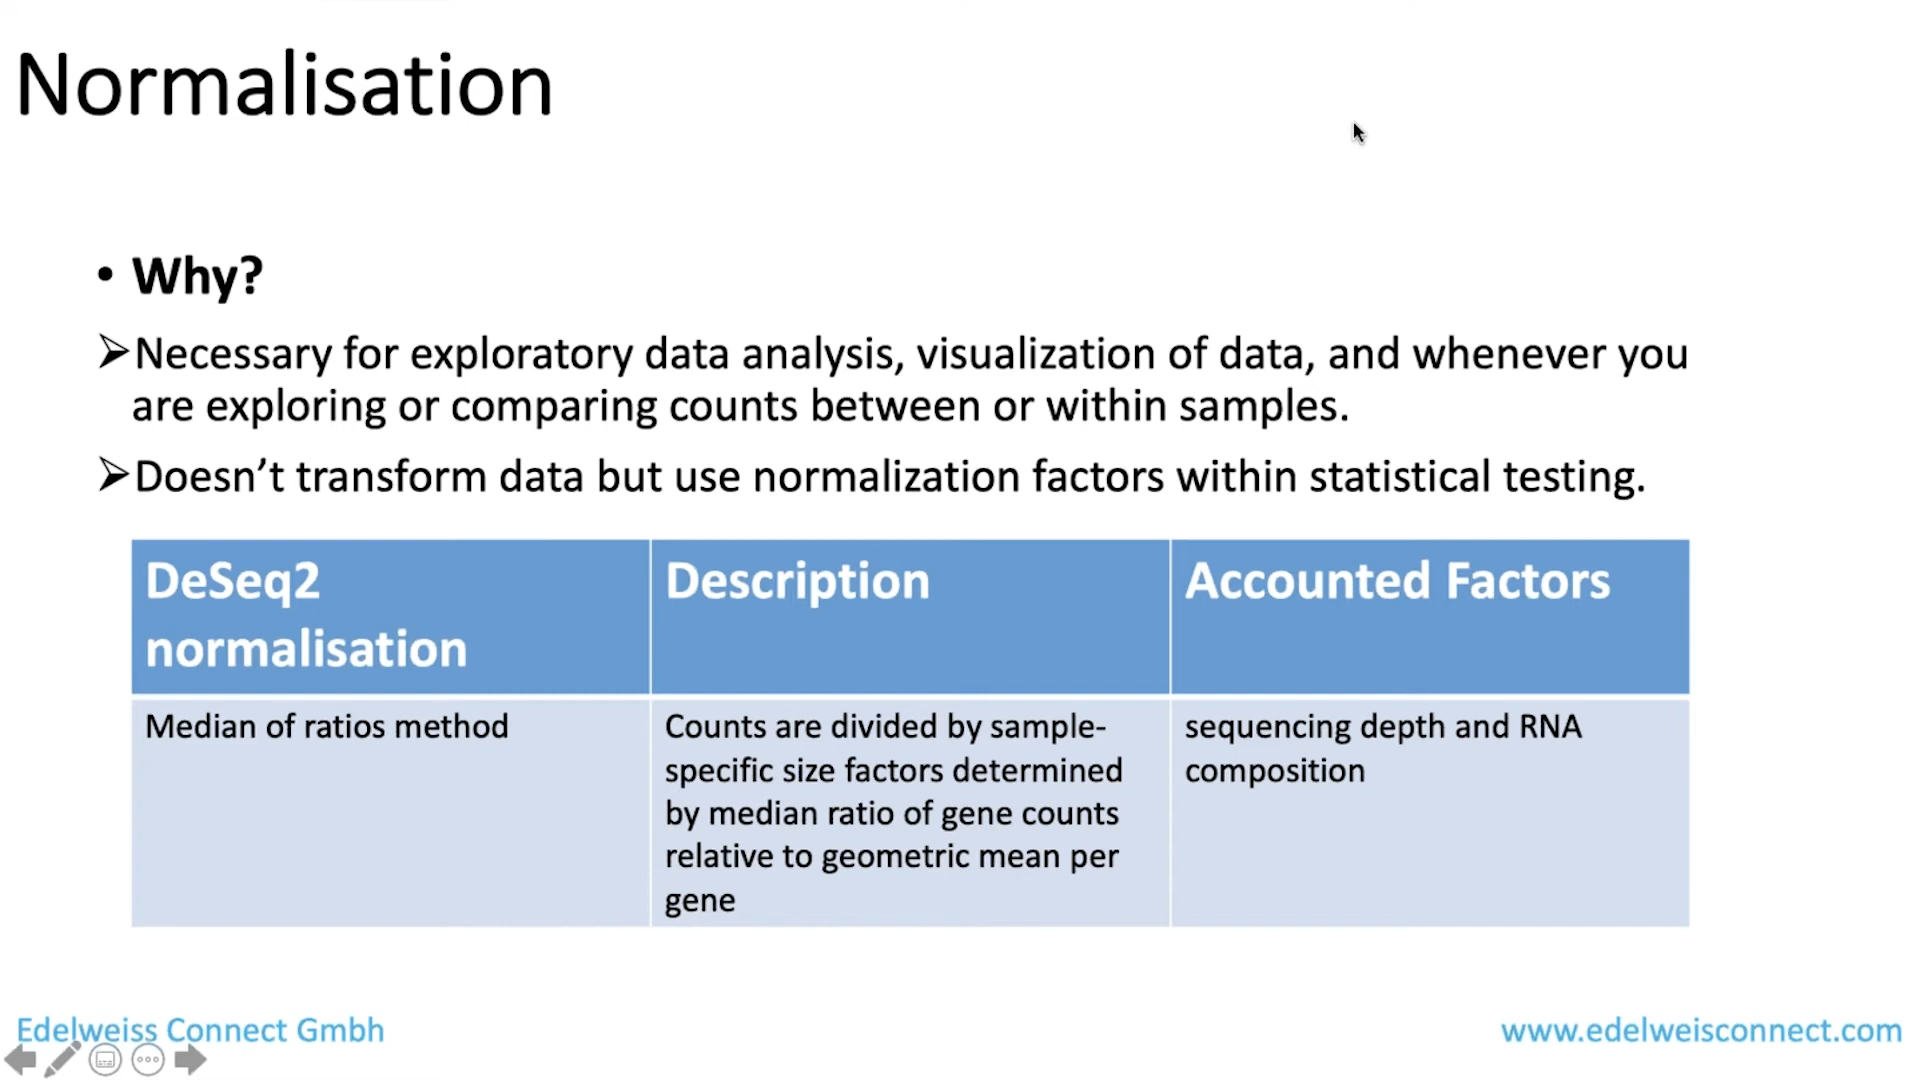 Normalisation
• Why?
➢Necessary for exploratory data analysis, visualization of data, and whenever you
are exploring or comparing counts between or within samples.
➢Doesn’t transform data but use normalization factors within statistical testing.
DeSeq2
normalisation
Description
Accounted Factors
Median of ratios method
Counts are divided by sample-
specific size factors determined
by median ratio of gene counts
relative to geometric mean per
gene
sequencing depth and RNA
composition
Edelweiss Connect Gmbh
www.edelweisconnect.com